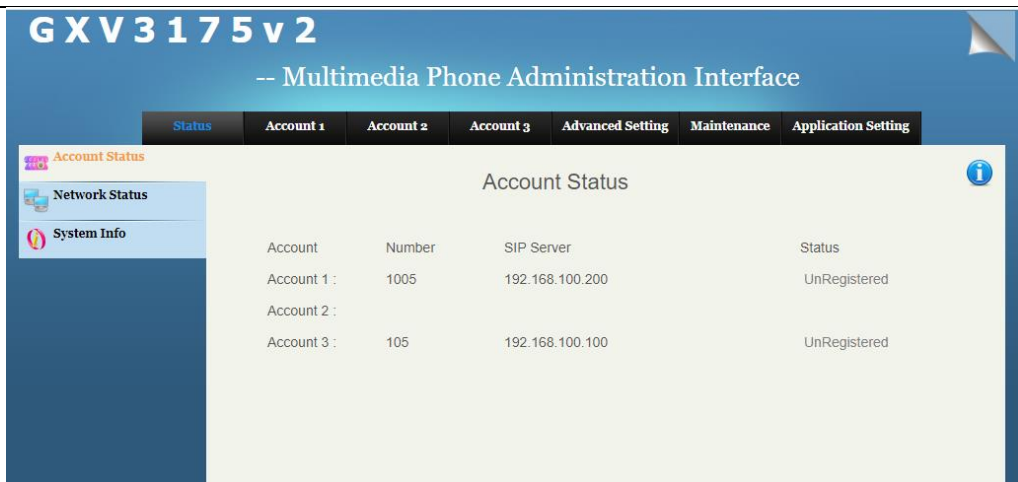 GXV3175v2
-- Multimedia Phone Administration Interface
Status Account 1 Account 2 Account 3 Advanced Setting Maintenance Application Setting
Account Status
Network Status
System Info
Account Status
Account Number SIP Server Status
Account 1 : 1005 192.168.100.200 UnRegistered
Account 2 :
Account 3 : 105 192.168.100.100 UnRegistered